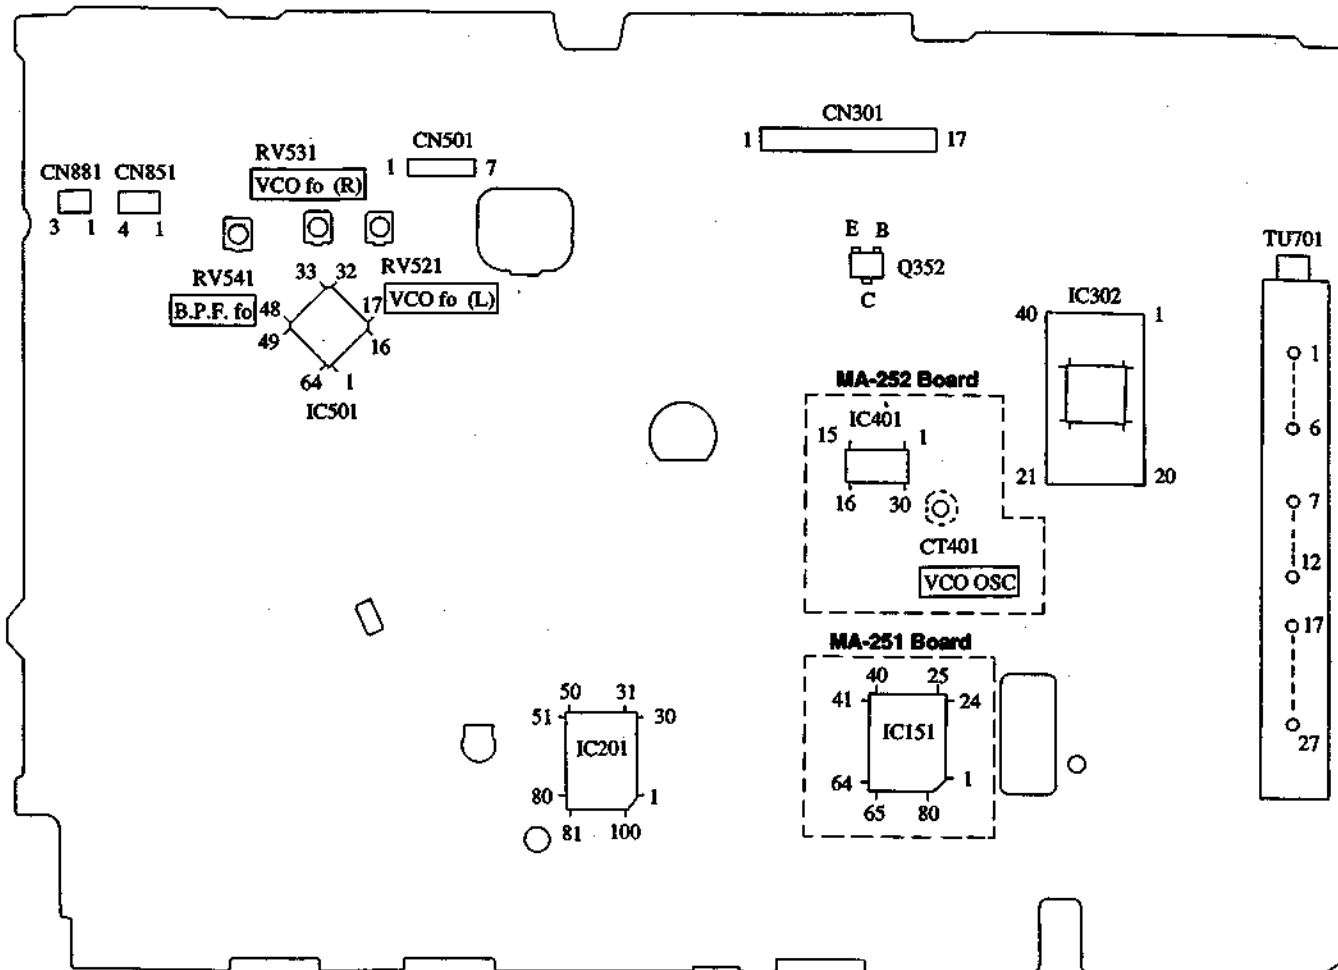 CN301
1 17
CN501
1 7
RV531
VCO fo (R)
CN881 CN851
3 1 4 1
RV541
B.P.F. fo
RV521
VCO fo (L)
33 32
48 17
49 16
64 1
IC501
E B
Q352
C
TU701
IC302
40 1
21 20
1
6
7
12
17
27
MA-252 Board
IC401
15 1
16 30
CT401
VCO OSC
MA-251 Board
40 25
41 24
IC151
64 1
65 80
50 31
51 30
IC201
80 1
81 100